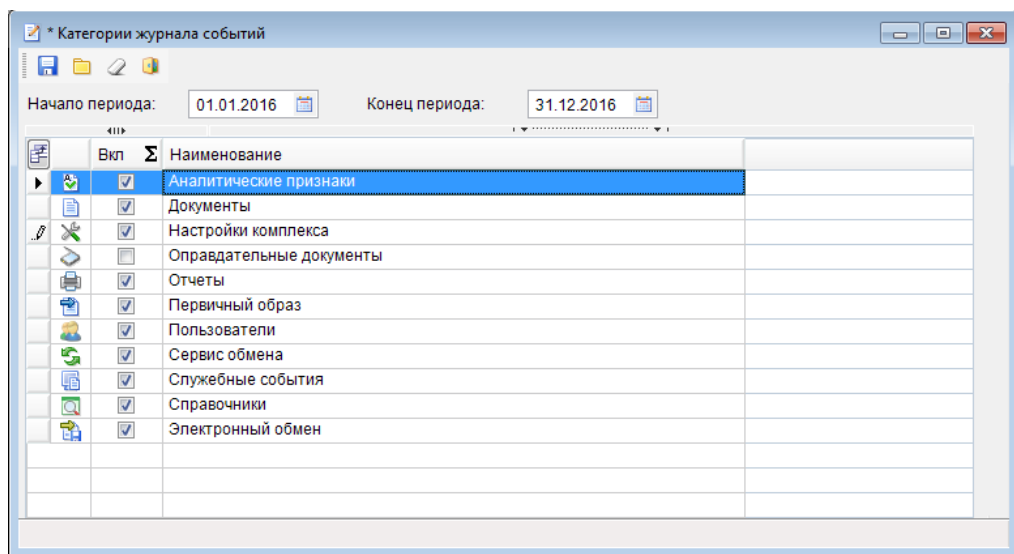 * Категории журнала событий
Начало периода: 01.01.2016 Конец периода: 31.12.2016
Вкл Σ Наименование
Аналитические признаки
Документы
Настройки комплекса
Оправдательные документы
Отчеты
Первичный образ
Пользователи
Сервис обмена
Служебные события
Справочники
Электронный обмен